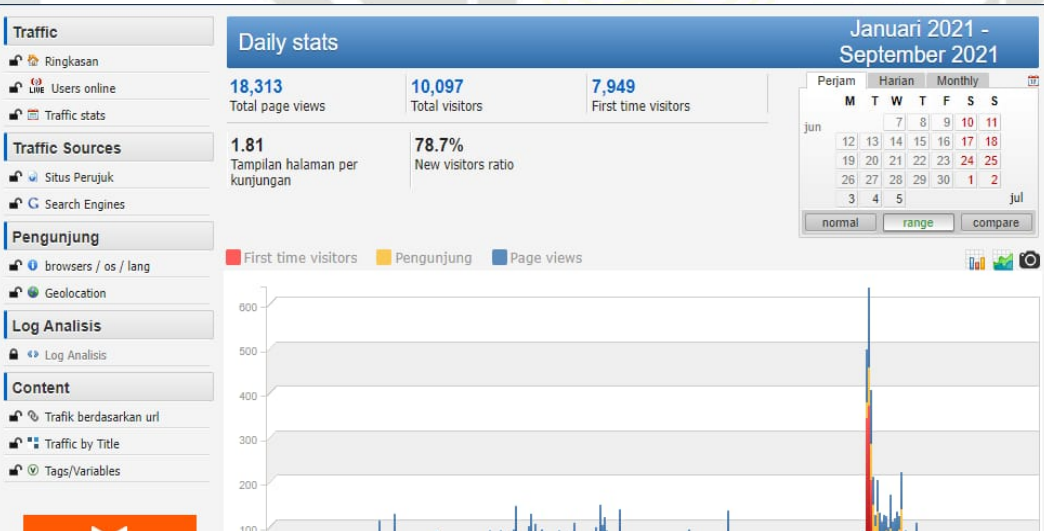 Traffic
Ringkasan
LIVE Users online
Traffic stats
Traffic Sources
Situs Perujuk
Search Engines
Pengunjung
browsers / os / lang
Geolocation
Log Analisis
Log Analisis
Content
Trafik berdasarkan url
Traffic by Title
Tags/Variables
Daily stats
Januari 2021 -
September 2021
18,313
Total page views
10,097
Total visitors
7,949
First time visitors
1.81
Tampilan halaman per
kunjungan
78.7%
New visitors ratio
Perjam Harian Monthly
M T W T F S S
jun 7 8 9 10 11
12 13 14 15 16 17 18
19 20 21 22 23 24 25
26 27 28 29 30 1 2
3 4 5 jul
normal range compare
First time visitors Pengunjung Page views
600
500
400
300
200
100